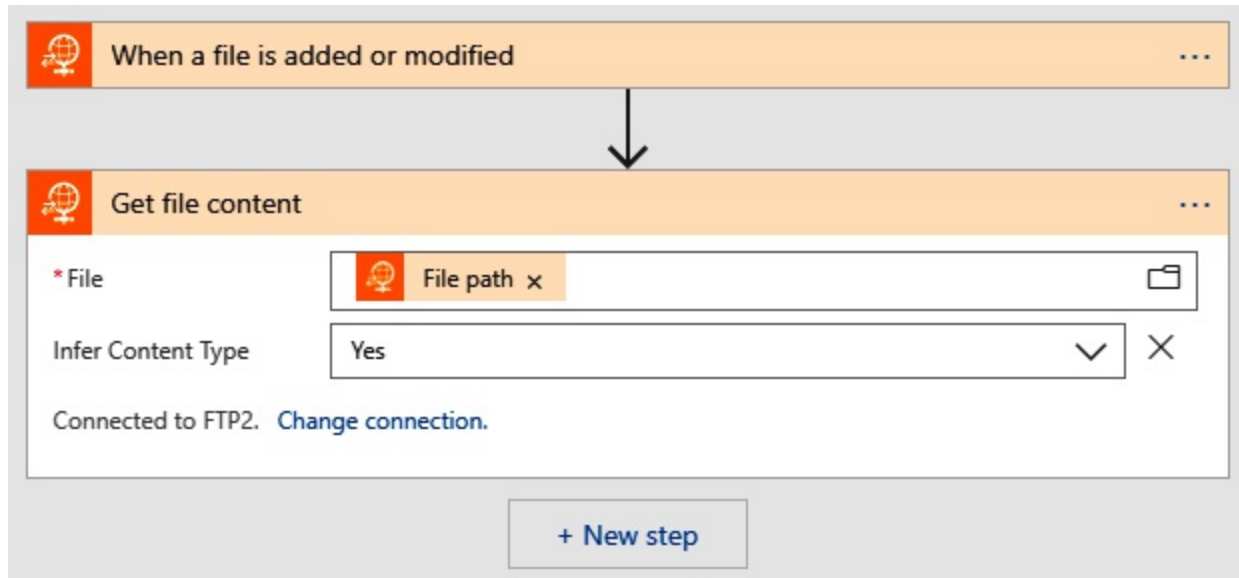 When a file is added or modified
Get file content
* File
File path
Infer Content Type
Yes
Connected to FTP2. Change connection.
+ New step